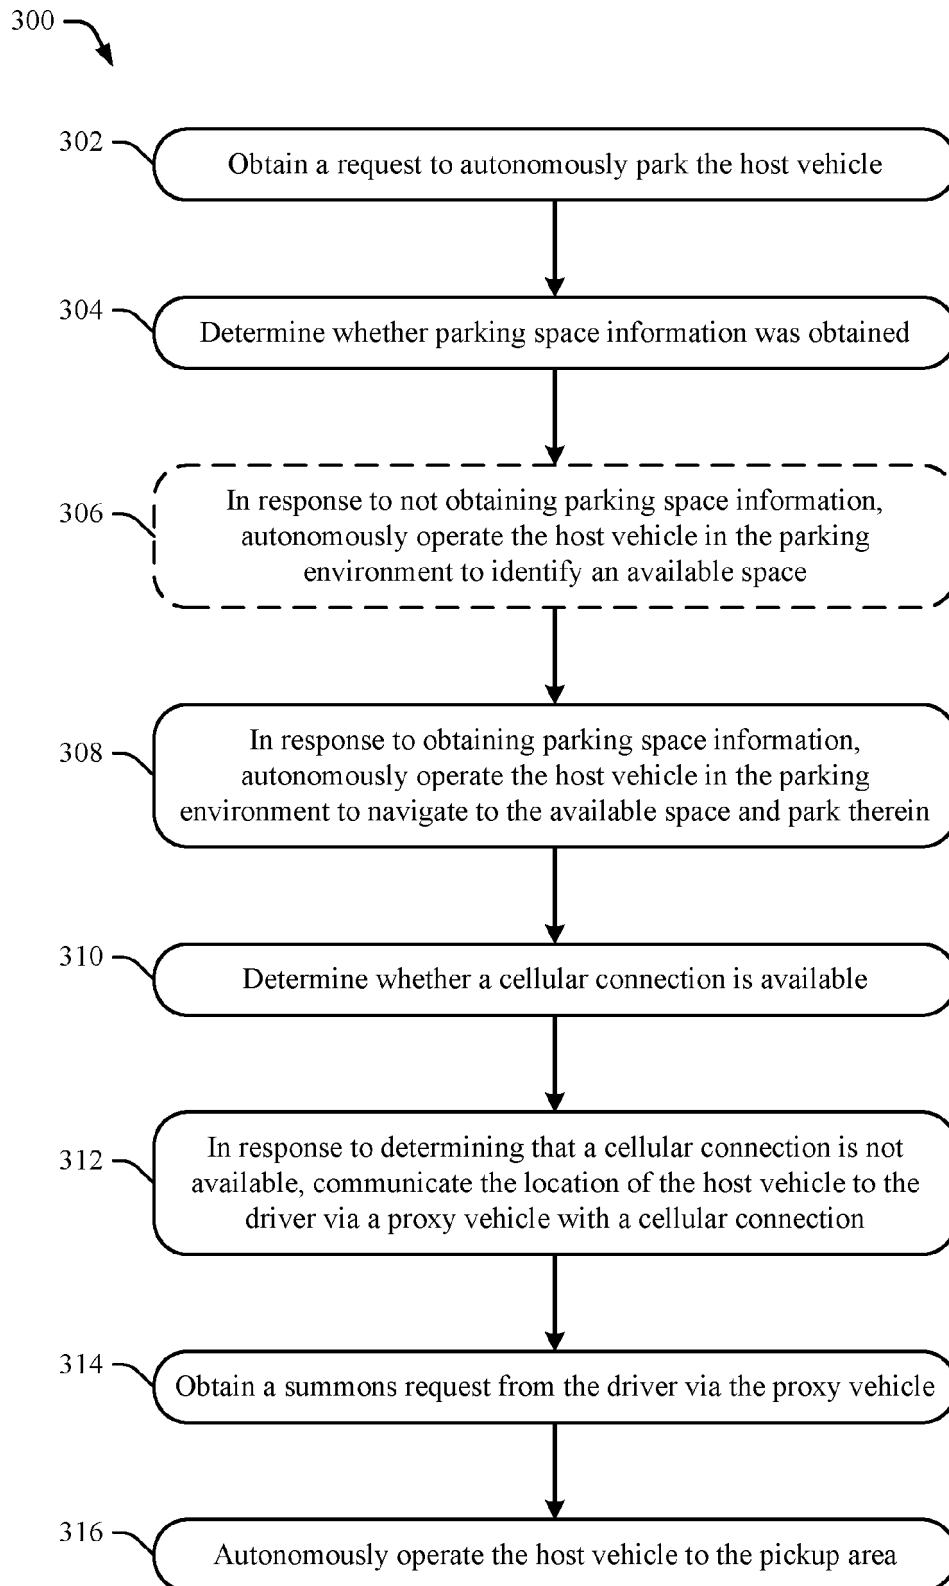 300
302
Obtain a request to autonomously park the host vehicle
304
Determine whether parking space information was obtained
306
In response to not obtaining parking space information,
autonomously operate the host vehicle in the parking
environment to identify an available space
308
In response to obtaining parking space information,
autonomously operate the host vehicle in the parking
environment to navigate to the available space and park therein
310
Determine whether a cellular connection is available
312
In response to determining that a cellular connection is not
available, communicate the location of the host vehicle to the
driver via a proxy vehicle with a cellular connection
314
Obtain a summons request from the driver via the proxy vehicle
316
Autonomously operate the host vehicle to the pickup area